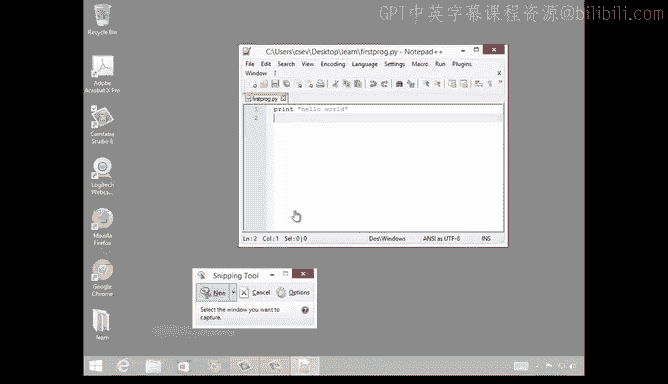 GPT中英字幕课程资源@bilibili.com
Recycle Bin
Adobe
Acrobat X Pro
Camtasia
Studio 8
Logitech
Webca...
Mozilla
Firefox
Google
Chrome
learn
C:\Users\csev\Desktop\learn\firstprog.py - Notepad++
File Edit Search View Encoding Language Settings Macro Run Plugins
Window ? X
firstprog.py
1 print "hello world"
2
Ln : 2 Col : 1 Sel : 0 | 0 Dos\Windows ANSI as UTF-8 INS
Snipping Tool
New Cancel Options
Select the window you want to
capture.